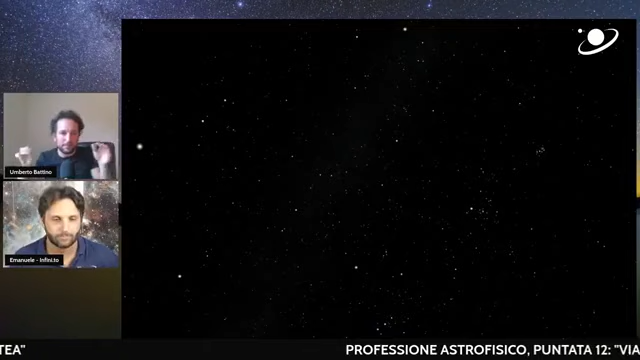 Umberto Battino
Emanuele - Infini.to
TEA" PROFESSIONE ASTROFISICO, PUNTATA 12: "VIA